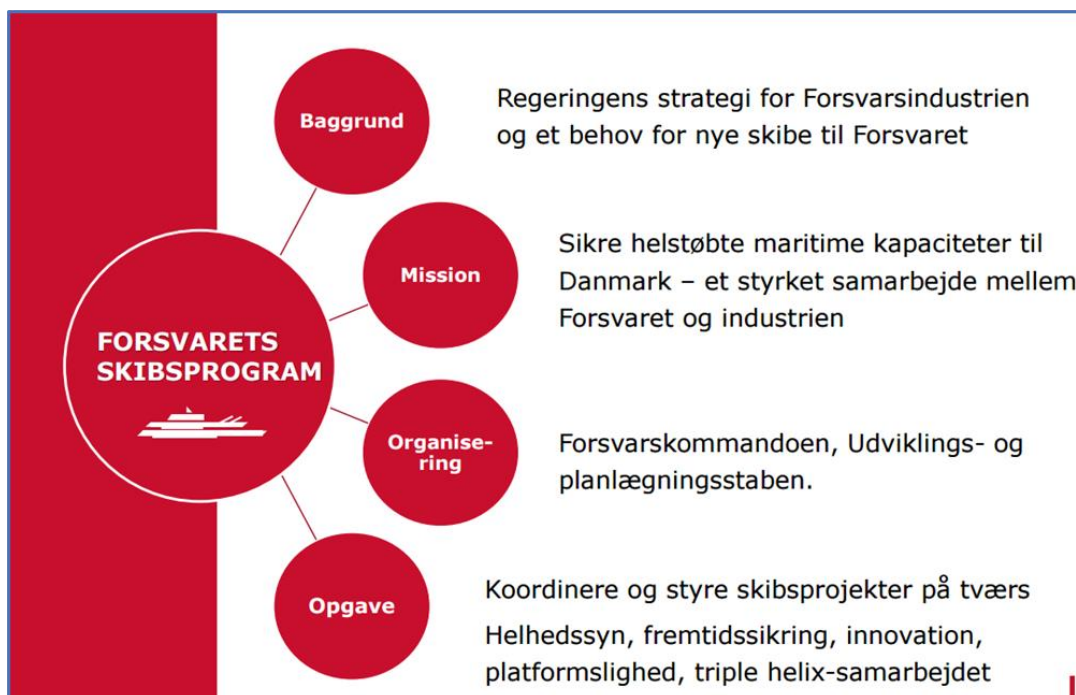 FORSVARETS
SKIBSPROGRAM
Baggrund
Regeringens strategi for Forsvarsindustrien
og et behov for nye skibe til Forsvaret
Mission
Sikre helstøbte maritime kapaciteter til
Danmark – et styrket samarbejde mellem
Forsvaret og industrien
Organise-
ring
Forsvarskommandoen, Udviklings- og
planlægningsstaben.
Opgave
Koordinere og styre skibsprojekter på tværs
Helhedssyn, fremtidssikring, innovation,
platformslighed, triple helix-samarbejdet